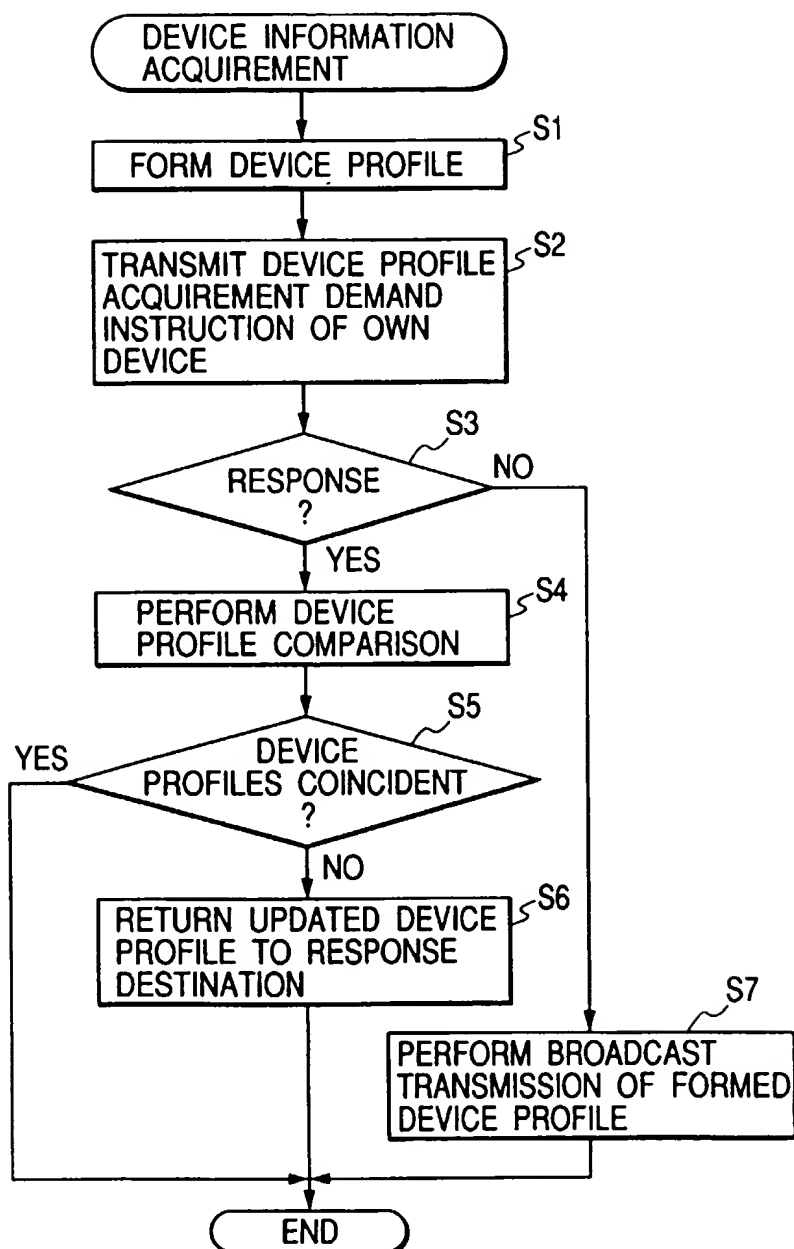 DEVICE INFORMATION
ACQUIREMENT
S1
FORM DEVICE PROFILE
S2
TRANSMIT DEVICE PROFILE
ACQUIREMENT DEMAND
INSTRUCTION OF OWN
DEVICE
S3
RESPONSE
?
NO
YES
S4
PERFORM DEVICE
PROFILE COMPARISON
S5
YES
DEVICE
PROFILES COINCIDENT
?
NO
S6
RETURN UPDATED DEVICE
PROFILE TO RESPONSE
DESTINATION
S7
PERFORM BROADCAST
TRANSMISSION OF FORMED
DEVICE PROFILE
END